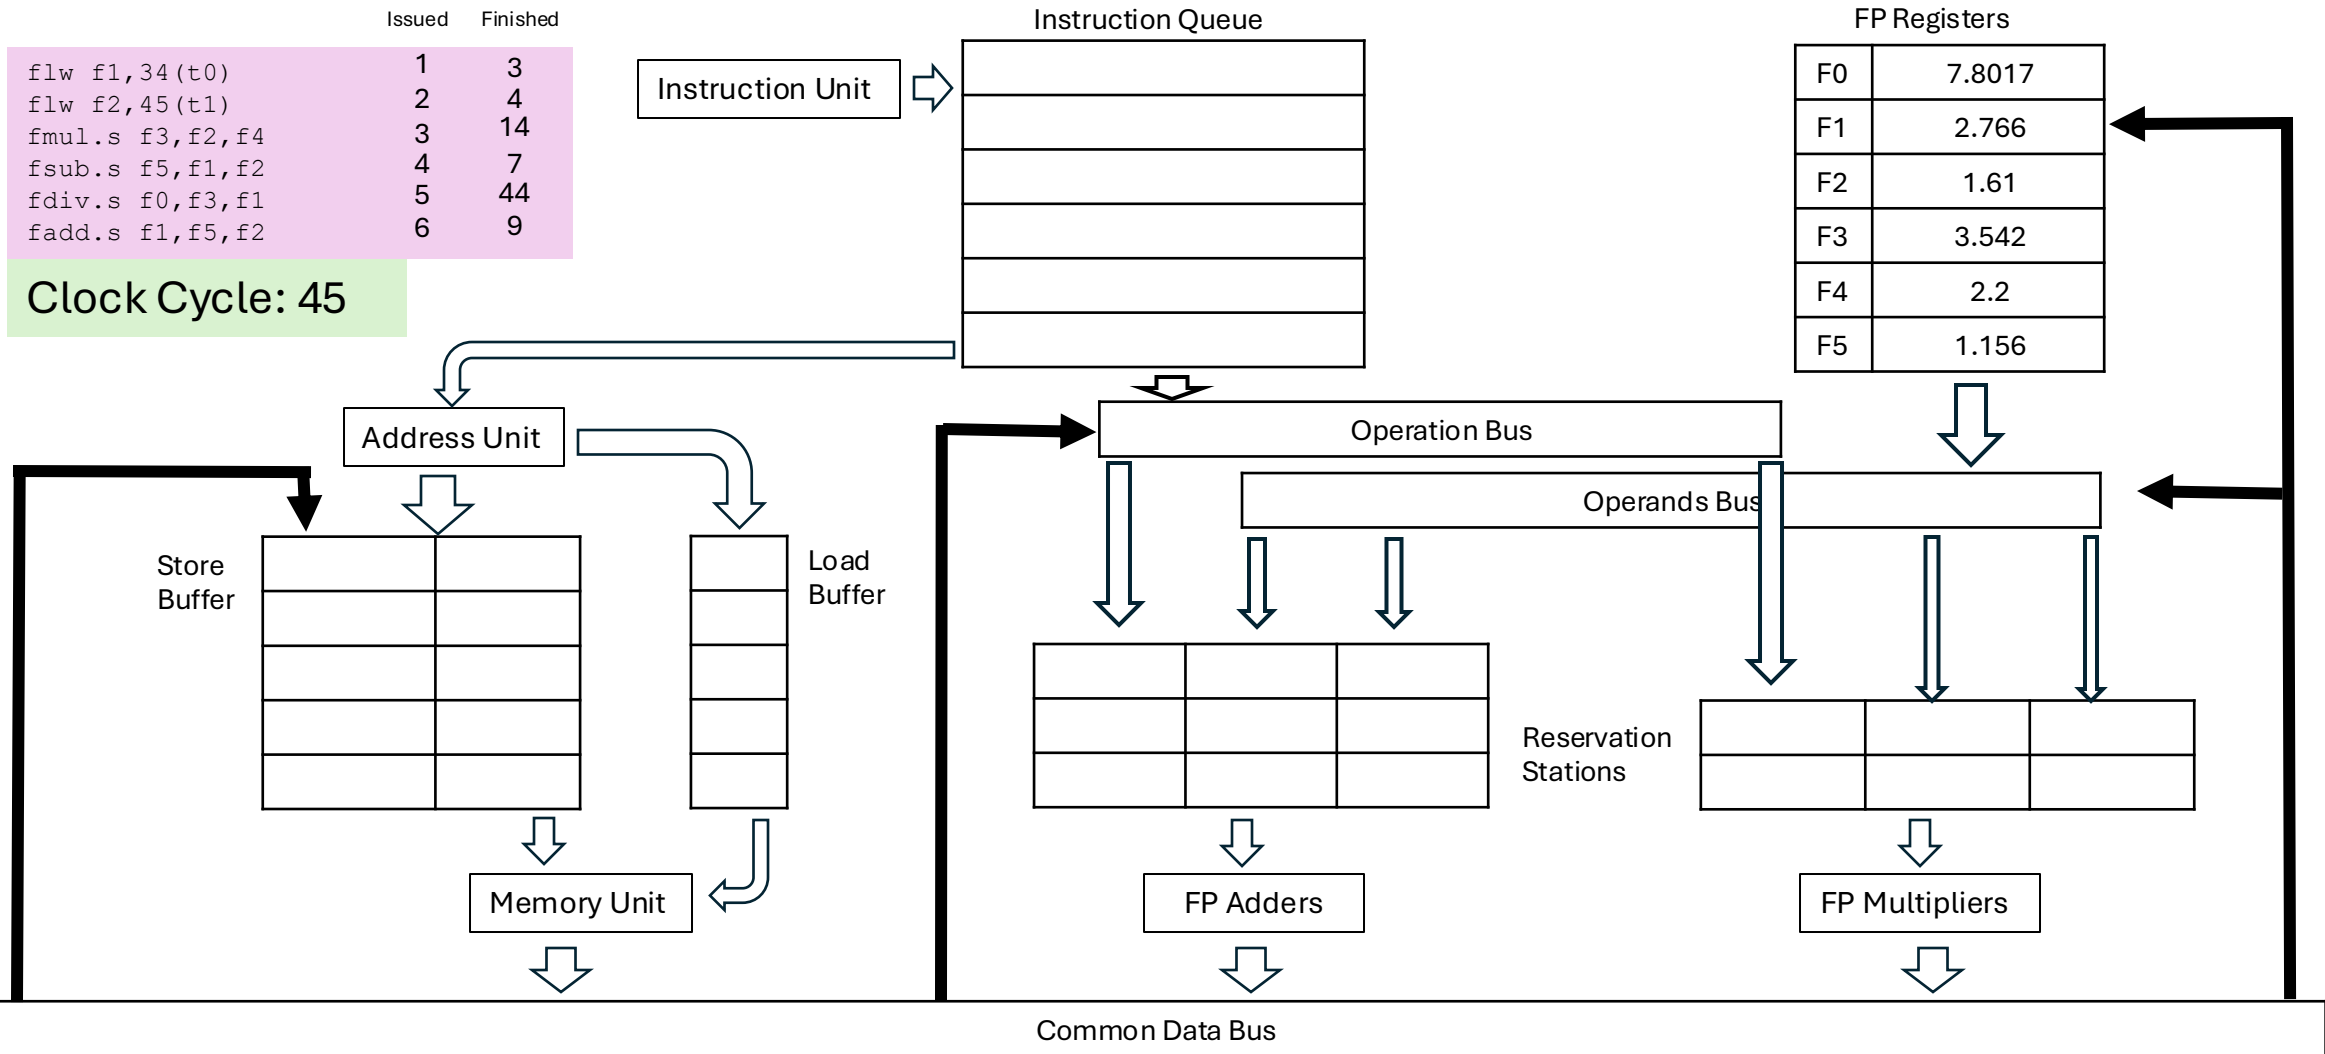 Issued Finished
flw f1,34(t0) 1 3
flw f2,45(t1) 2 4
fmul.s f3,f2,f4 3 14
fsub.s f5,f1,f2 4 7
fdiv.s f0,f3,f1 5 44
fadd.s f1,f5,f2 6 9
Clock Cycle: 45
Instruction Unit
Instruction Queue
FP Registers
F0 7.8017
F1 2.766
F2 1.61
F3 3.542
F4 2.2
F5 1.156
Address Unit
Operation Bus
Operands Bus
Store
Buffer
Load
Buffer
Reservation
Stations
Memory Unit
FP Adders
FP Multipliers
Common Data Bus